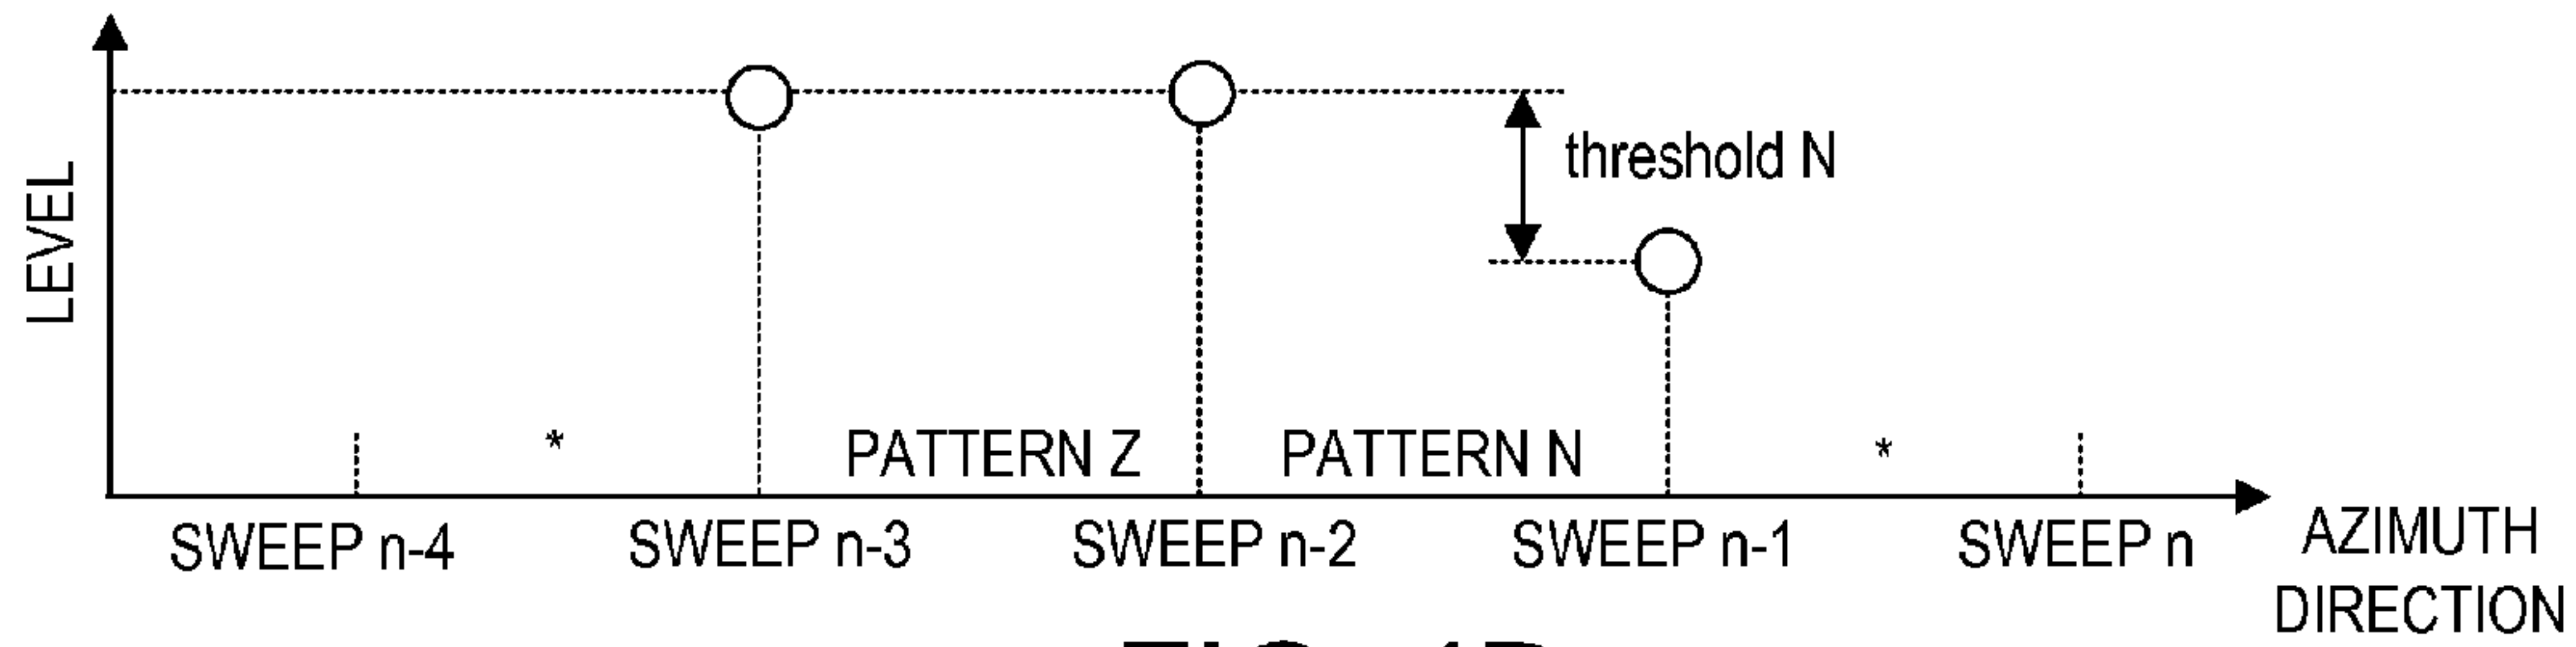 LEVEL
threshold N
* PATTERN Z PATTERN N *
SWEEP n-4 SWEEP n-3 SWEEP n-2 SWEEP n-1 SWEEP n
AZIMUTH
DIRECTION